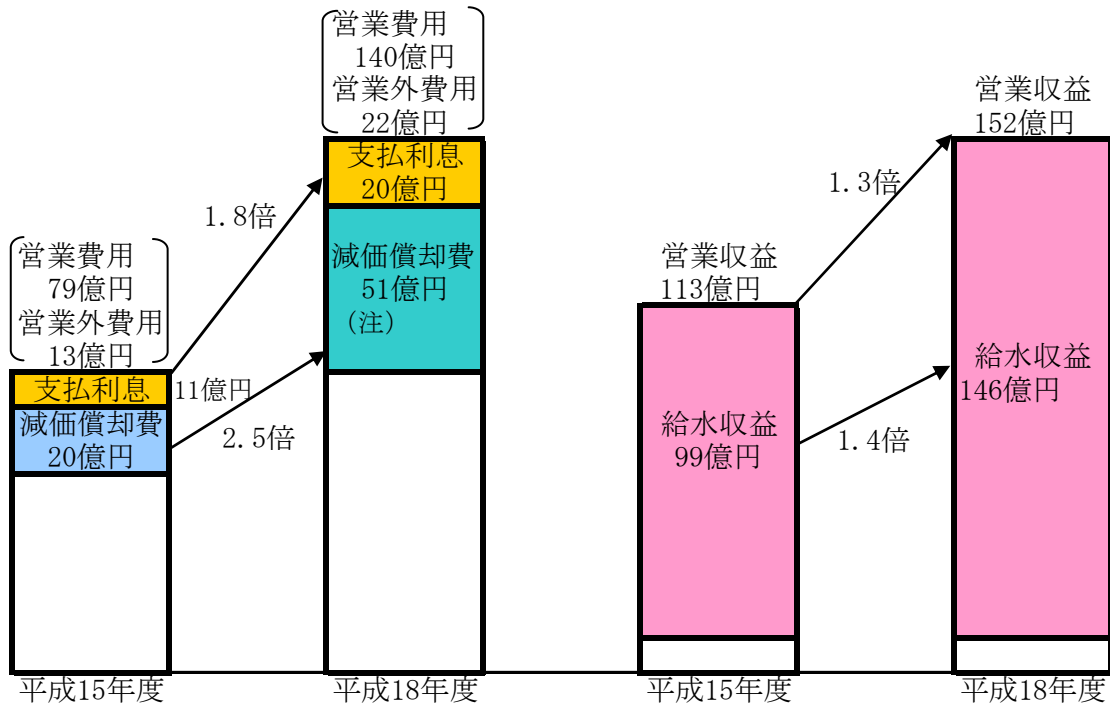 営業費用
140億円
営業外費用
22億円
支払利息
20億円
減価償却費
51億円
(注)
1.8倍
営業費用
79億円
営業外費用
13億円
支払利息
11億円
減価償却費
20億円
2.5倍
営業収益
152億円
1.3倍
営業収益
113億円
給水収益
146億円
給水収益
99億円
1.4倍
平成15年度
平成18年度
平成15年度
平成18年度